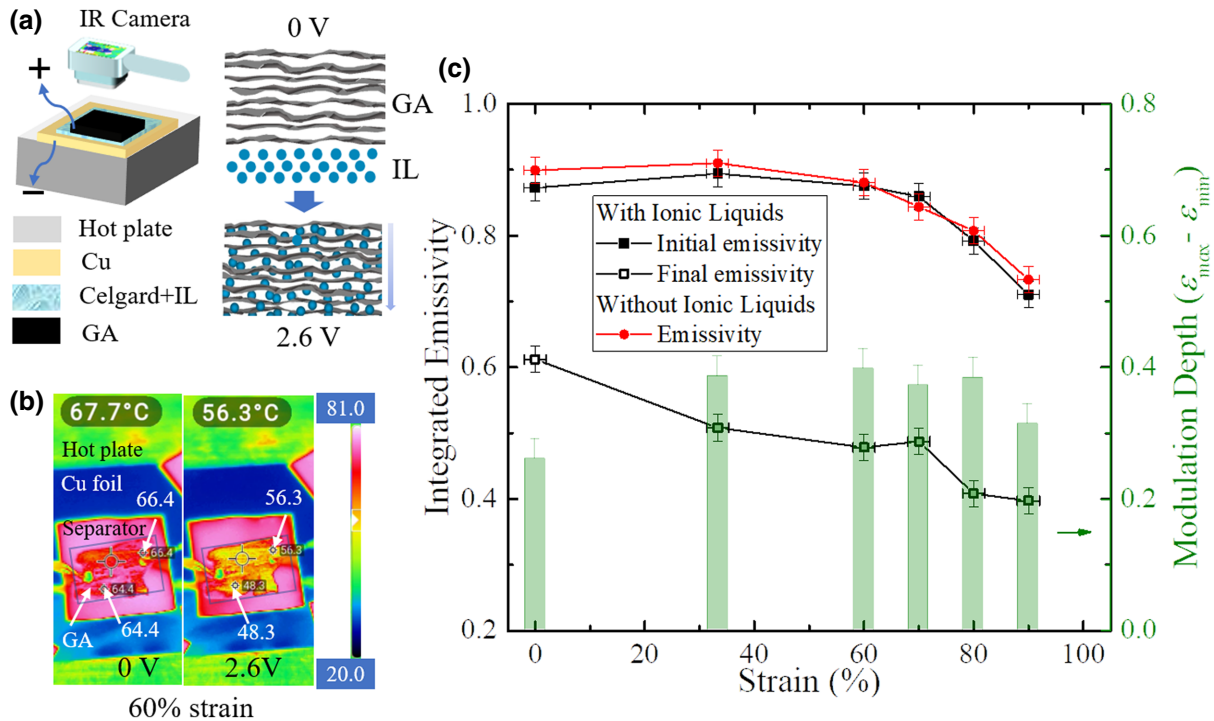 (a)
IR Camera
+
−
Hot plate
Cu
Celgard+IL
GA
0 V
GA
IL
2.6 V
(b)
67.7°C
56.3°C
81.0
Hot plate
Cu foil
66.4
56.3
Separator
66.4
56.3
64.4
48.3
GA
64.4
48.3
0 V
2.6V
20.0
60% strain
(c)
1.0
0.8
0.6
0.4
0.2
Integrated Emissivity
With Ionic Liquids
Initial emissivity
Final emissivity
Without Ionic Liquids
Emissivity
0
20
40
60
80
100
Strain (%)
0.8
0.6
0.4
0.2
0.0
Modulation Depth (ε max - ε min)